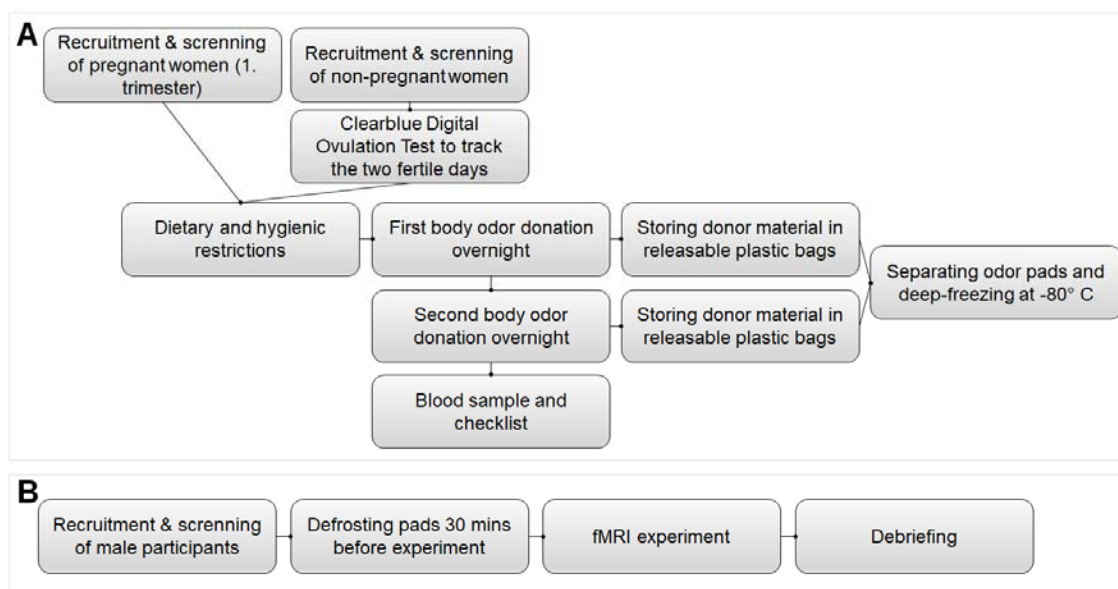 A
Recruitment & screnning
of pregnant women (1.
trimester)
Recruitment & screnning
of non-pregnant women
Clearblue Digital
Ovulation Test to track
the two fertile days
Dietary and hygienic
restrictions
First body odor donation
overnight
Storing donor material in
releasable plastic bags
Separating odor pads and
deep-freezing at -80° C
Second body odor
donation overnight
Storing donor material in
releasable plastic bags
Blood sample and
checklist
B
Recruitment & screnning
of male participants
Defrosting pads 30 mins
before experiment
fMRI experiment
Debriefing